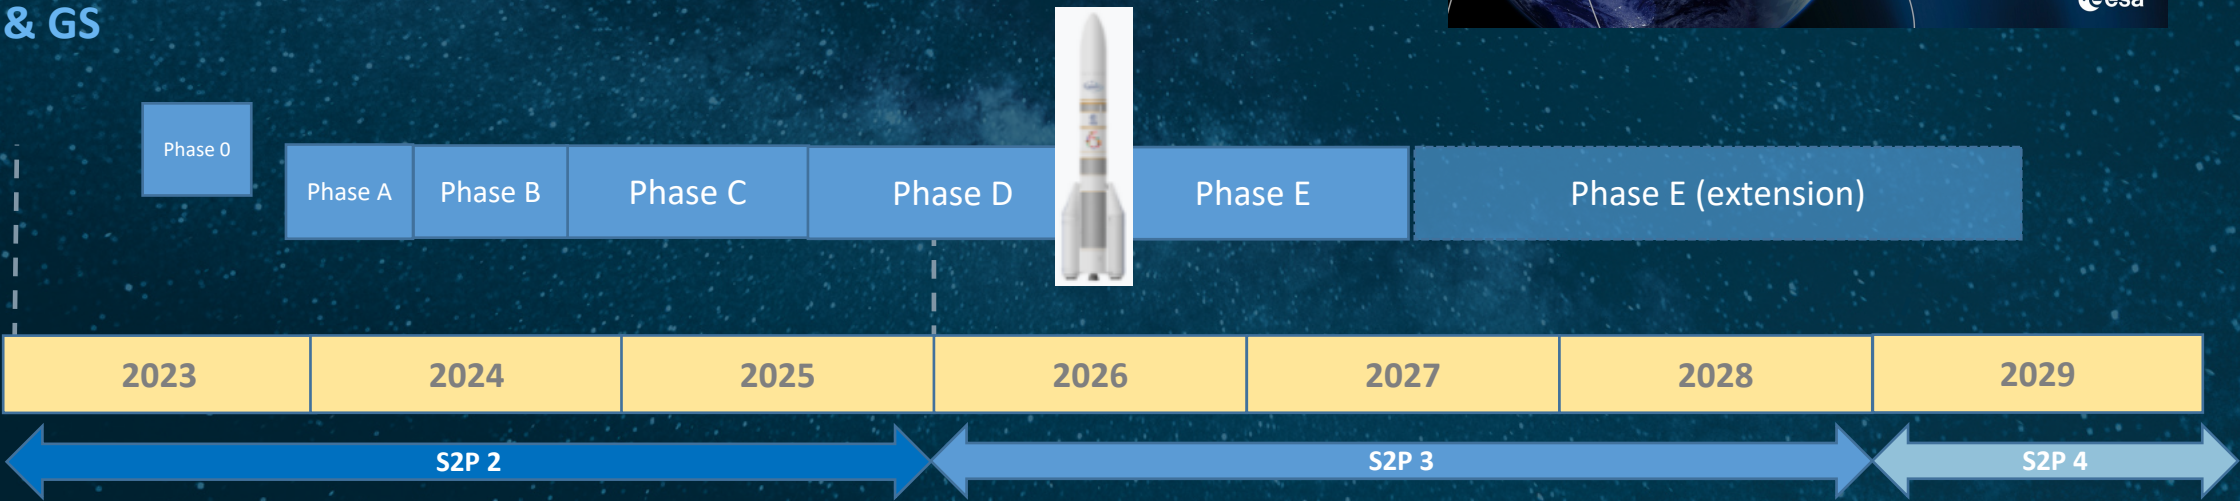 & GS
esa
Phase 0
Phase A
Phase B
Phase C
Phase D
6
Phase E
Phase E (extension)
2023
2024
2025
2026
2027
2028
2029
S2P 2
S2P 3
S2P 4